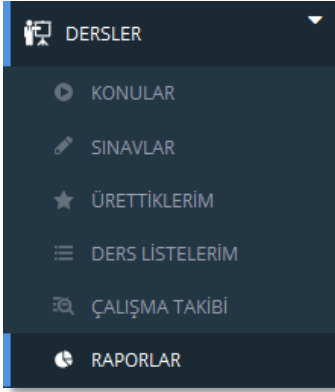 DERSLER
KONULAR
SINAVLAR
ÜRETTİKLERİM
DERS LİSTELERİM
ÇALIŞMA TAKİBİ
RAPORLAR